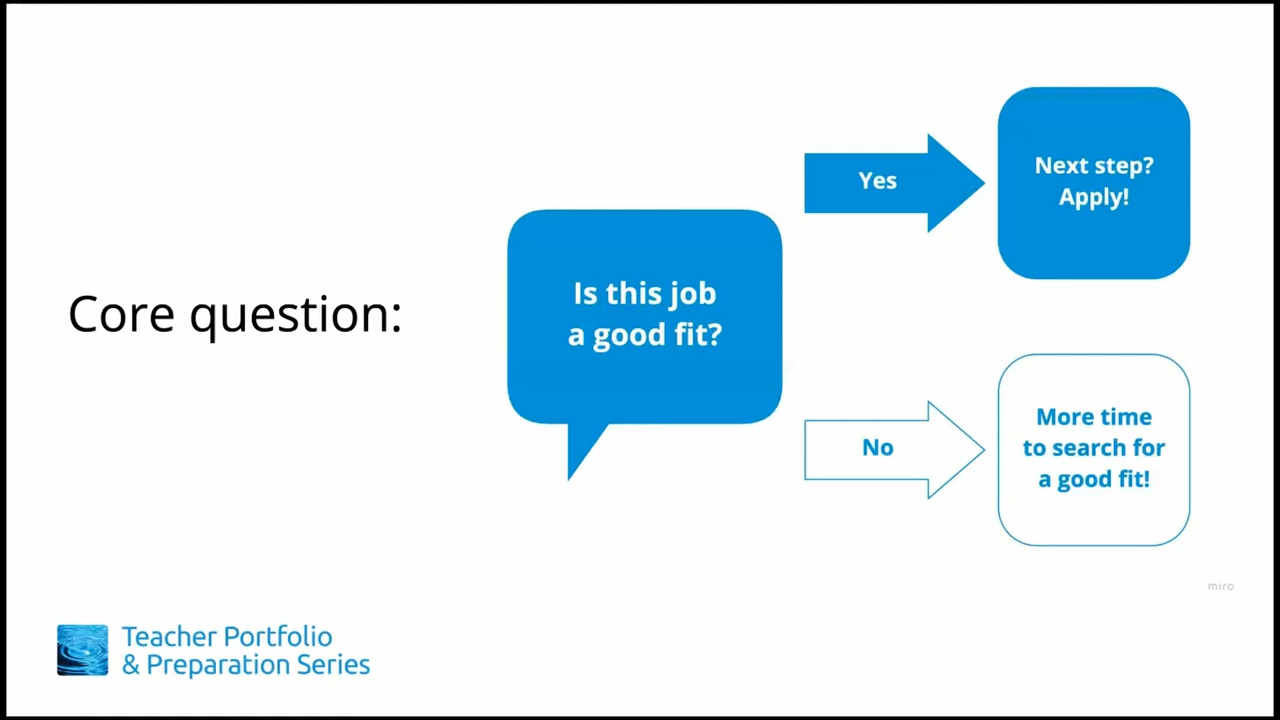 Core question:
Is this job
a good fit?
Yes
Next step?
Apply!
No
More time
to search for
a good fit!
miro
Teacher Portfolio
& Preparation Series